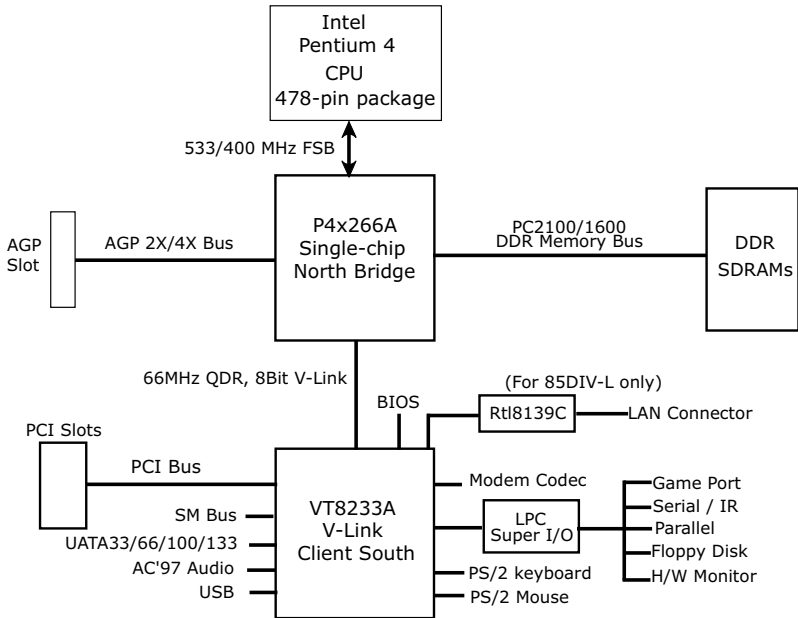 Intel
Pentium 4
CPU
478-pin package
533/400 MHz FSB
P4x266A
Single-chip
North Bridge
AGP
Slot
AGP 2X/4X Bus
PC2100/1600
DDR Memory Bus
DDR
SDRAMs
66MHz QDR, 8Bit V-Link
(For 85DIV-L only)
BIOS
Rtl8139C
LAN Connector
PCI Slots
PCI Bus
VT8233A
V-Link
Client South
SM Bus
UATA33/66/100/133
AC'97 Audio
USB
Modem Codec
LPC
Super I/O
PS/2 keyboard
PS/2 Mouse
Game Port
Serial / IR
Parallel
Floppy Disk
H/W Monitor